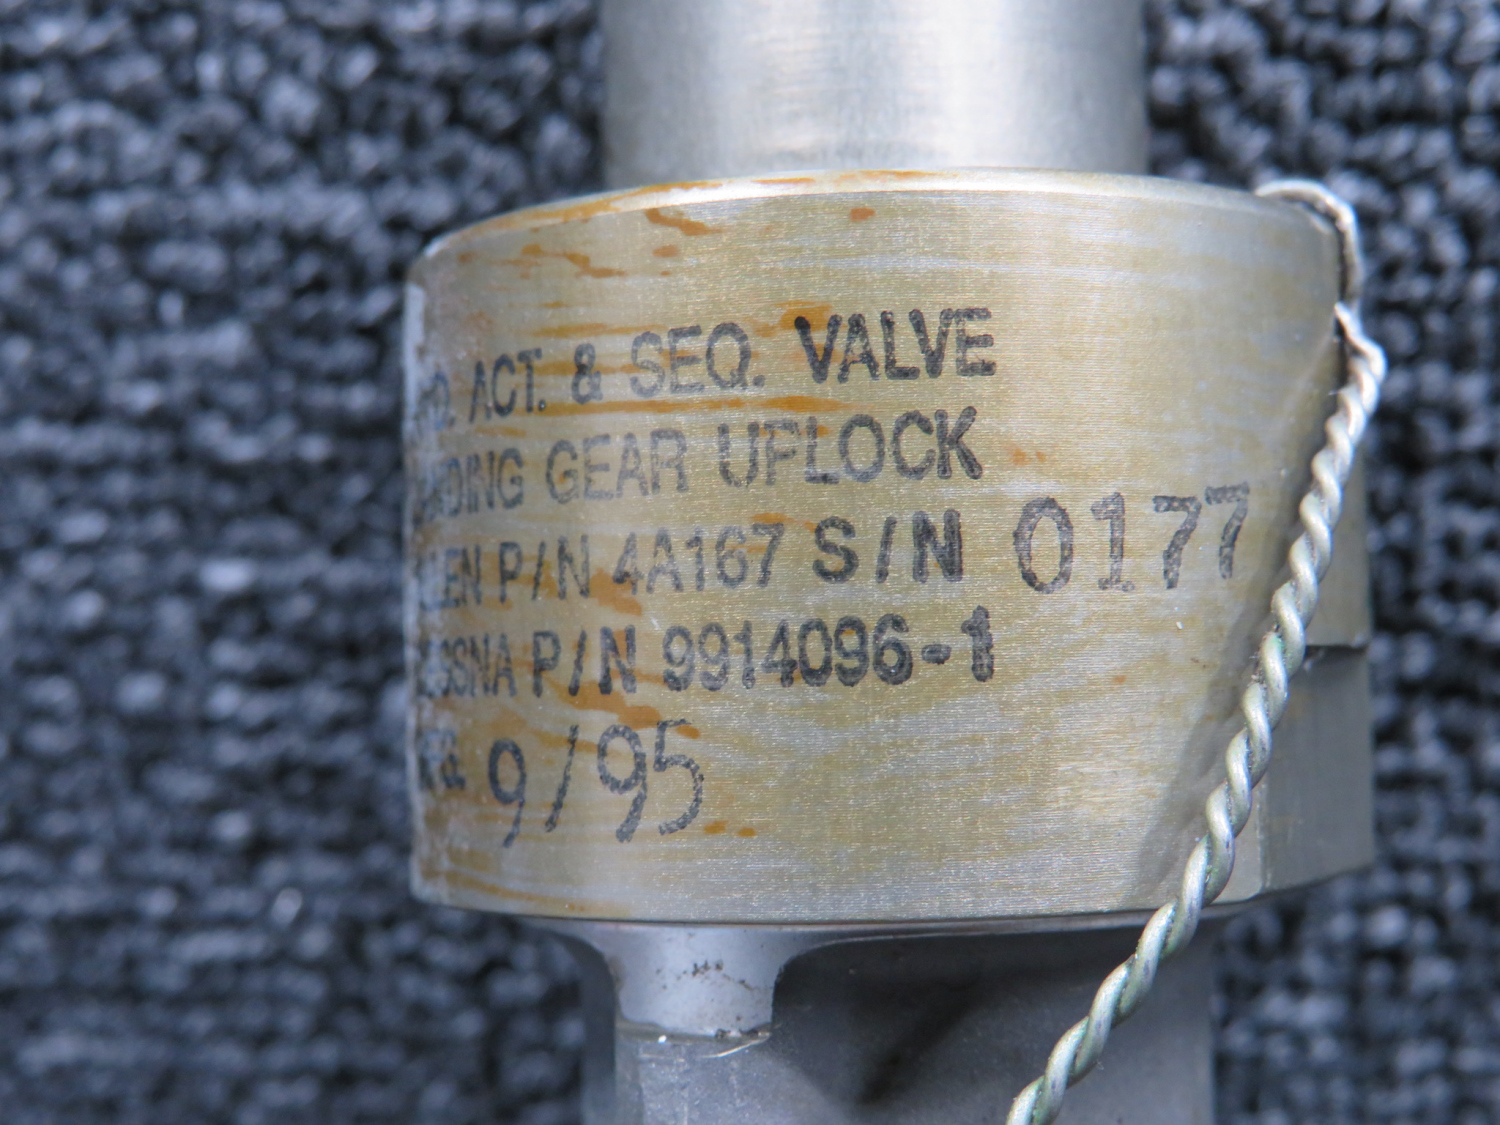 ACT. & SEQ. VALVE
GEAR UPLOCK
P/N 4A167 S/N 0177
P/N 9914096-1
9/95